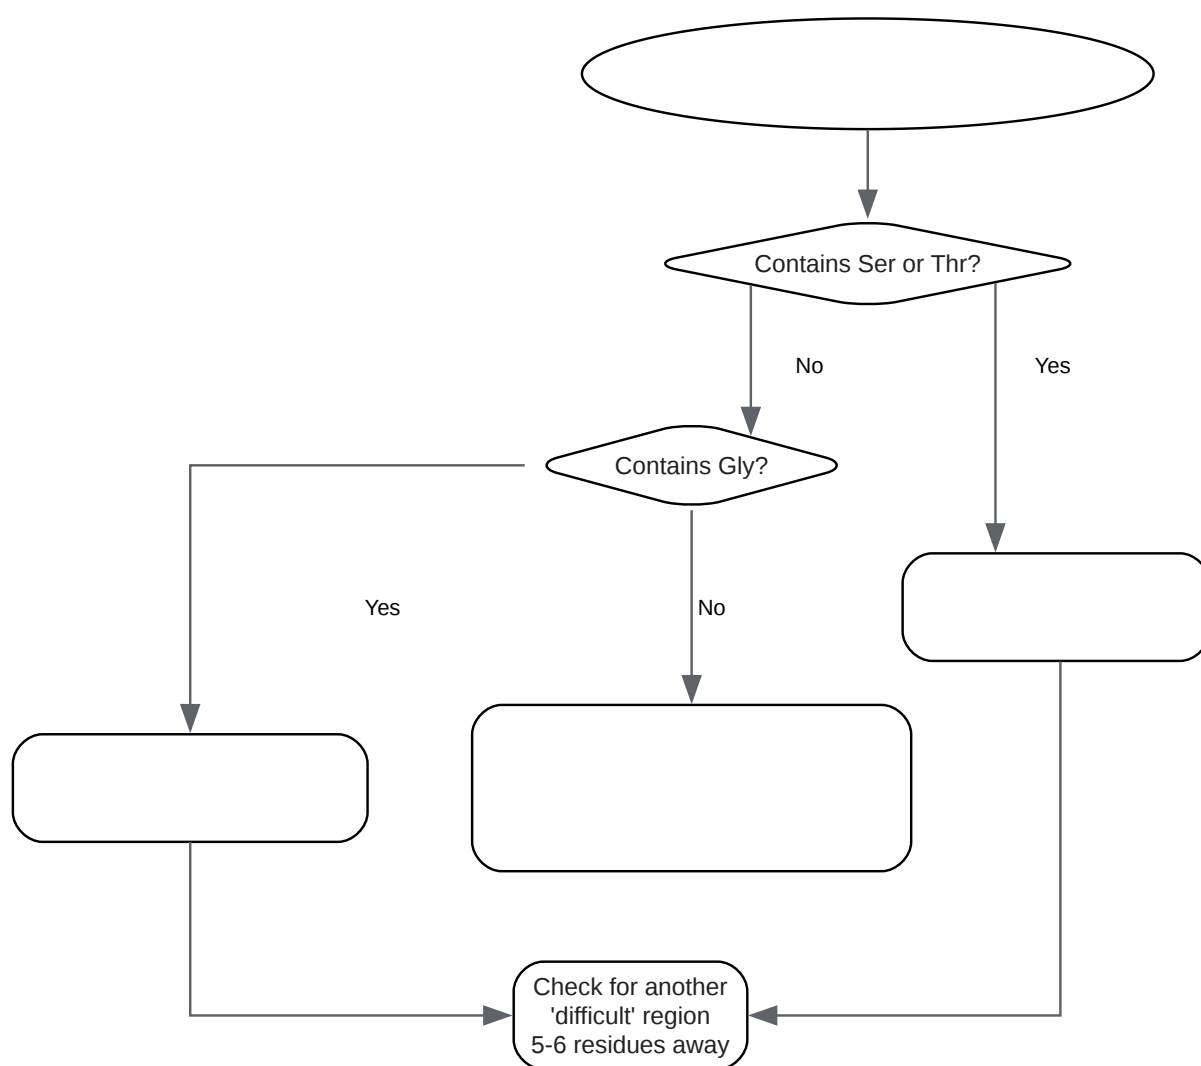 Contains Ser or Thr?
No
Yes
Contains Gly?
Yes
No
Check for another
'difficult' region
5-6 residues away